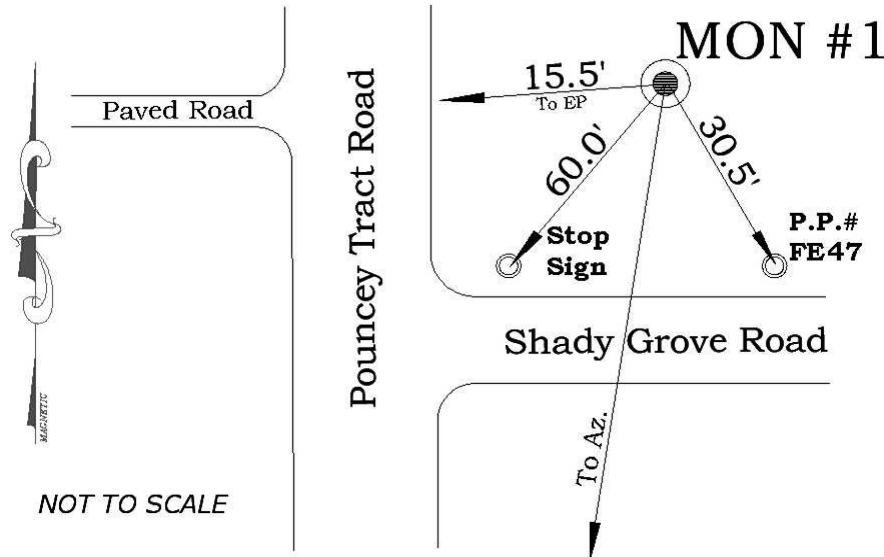 MON #1
15.5'
To EP
60.0'
30.5'
Paved Road
Pouncey Tract Road
Stop
Sign
P.P.#
FE47
Shady Grove Road
To Az.
MAGNETIC
NOT TO SCALE